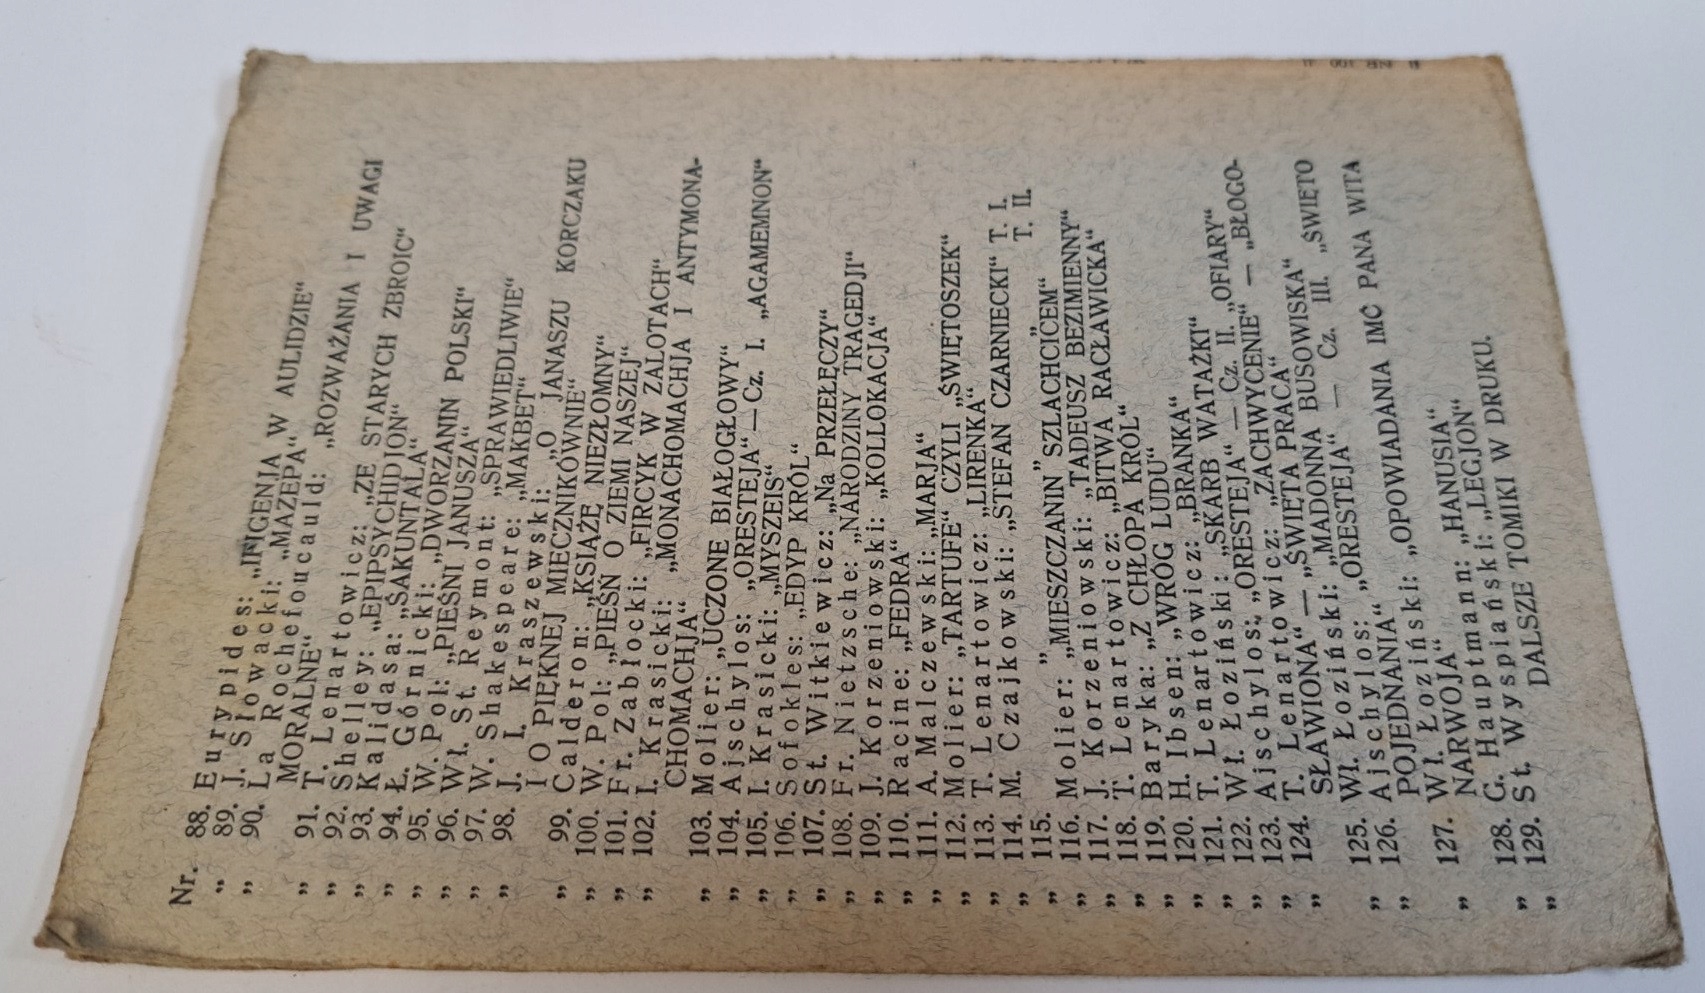 Nr. 88. Eurypides: „IFIGENJA W AULIDZIE“
„ 89. J. Słowacki: „MAZEPA“
„ 90. La Rochefoucauld: „ROZWAŻANIA I UWAGI
MORALNE“
„ 91. T. Lenartowicz: „ZE STARYCH ZBROIC“
„ 92. Shelley: „EPIPSYCHIDJON“
„ 93. Kalidasa: „SAKUNTALA“
„ 94. Ł. Górnicki: „DWORZANIN POLSKI“
„ 95. W. Pol: „PIEŚNI JANUSZA“
„ 96. Wł. St. Reymont: „SPRAWIEDLIWIE“
„ 97. W. Shakespeare: „MAKBET“
„ 98. J. I. Kraszewski: „O JANASZU KORCZAKU
I O PIĘKNEJ MIECZNIKÓWNIE“
„ 99. Calderon: „KSIĄŻĘ NIEZŁOMNY“
„ 100. W. Pol: „PIEŚŃ O ZIEMI NASZEJ“
„ 101. Fr. Zabłocki: „FIRCYK W ZALOTACH“
„ 102. I. Krasicki: „MONACHOMACHJA I ANTYMONA-
CHOMACHJA“
„ 103. Molier: „UCZONE BIAŁOGŁOWY“
„ 104. Ajschylos: „ORESTEJA“ — Cz. I. „AGAMEMNON“
„ 105. I. Krasicki: „MYSZEIS“
„ 106. Sofokles: „EDYP KRÓL“
„ 107. St. Witkiewicz: „Na PRZEŁĘCZY“
„ 108. Fr. Nietzsche: „NARODZINY TRAGEDJI“
„ 109. J. Korzeniowski: „KOLLOKACJA“
„ 110. Racine: „FEDRA“
„ 111. A. Malczewski: „MARJA“
„ 112. Molier: „TARTUFE“ CZYLI „ŚWIĘTOSZEK“
„ 113. T. Lenartowicz: „LIRENKA“
„ 114. M. Czajkowski: „STEFAN CZARNIECKI“ T. I.
„ 115. „ „ „ T. II.
„ 116. Molier: „MIESZCZANIN SZLACHCICEM“
„ 117. J. Korzeniowski: „TADEUSZ BEZIMIENNY“
„ 118. T. Lenartowicz: „BITWA RACŁAWICKA“
„ 119. Baryka: „Z CHŁOPA KRÓL“
„ 120. H. Ibsen: „WRÓG LUDU“
„ 121. T. Lenartowicz: „BRANKA“
„ 122. Wł. Łoziński: „SKARB WATAŻKI“
„ 123. Ajschylos: „ORESTEJA“ — Cz. II. „OFIARY“
„ 124. T. Lenartowicz: „ZACHWYCENIE“ — „BŁOGO-
SŁAWIONA“ — „ŚWIĘTA PRACA“
„ 125. Wł. Łoziński: „MADONNA BUSOWISKA“
„ 126. Ajschylos: „ORESTEJA“ — Cz. III. „ŚWIĘTO
POJEDNANIA“
„ 127. Wł. Łoziński: „OPOWIADANIA IMĆ PANA WITA
NARWOJA“
„ 128. G. Hauptmann: „HANUSIA“
„ 129. St. Wyspiański: „LEGJON“
DALSZE TOMIKI W DRUKU.